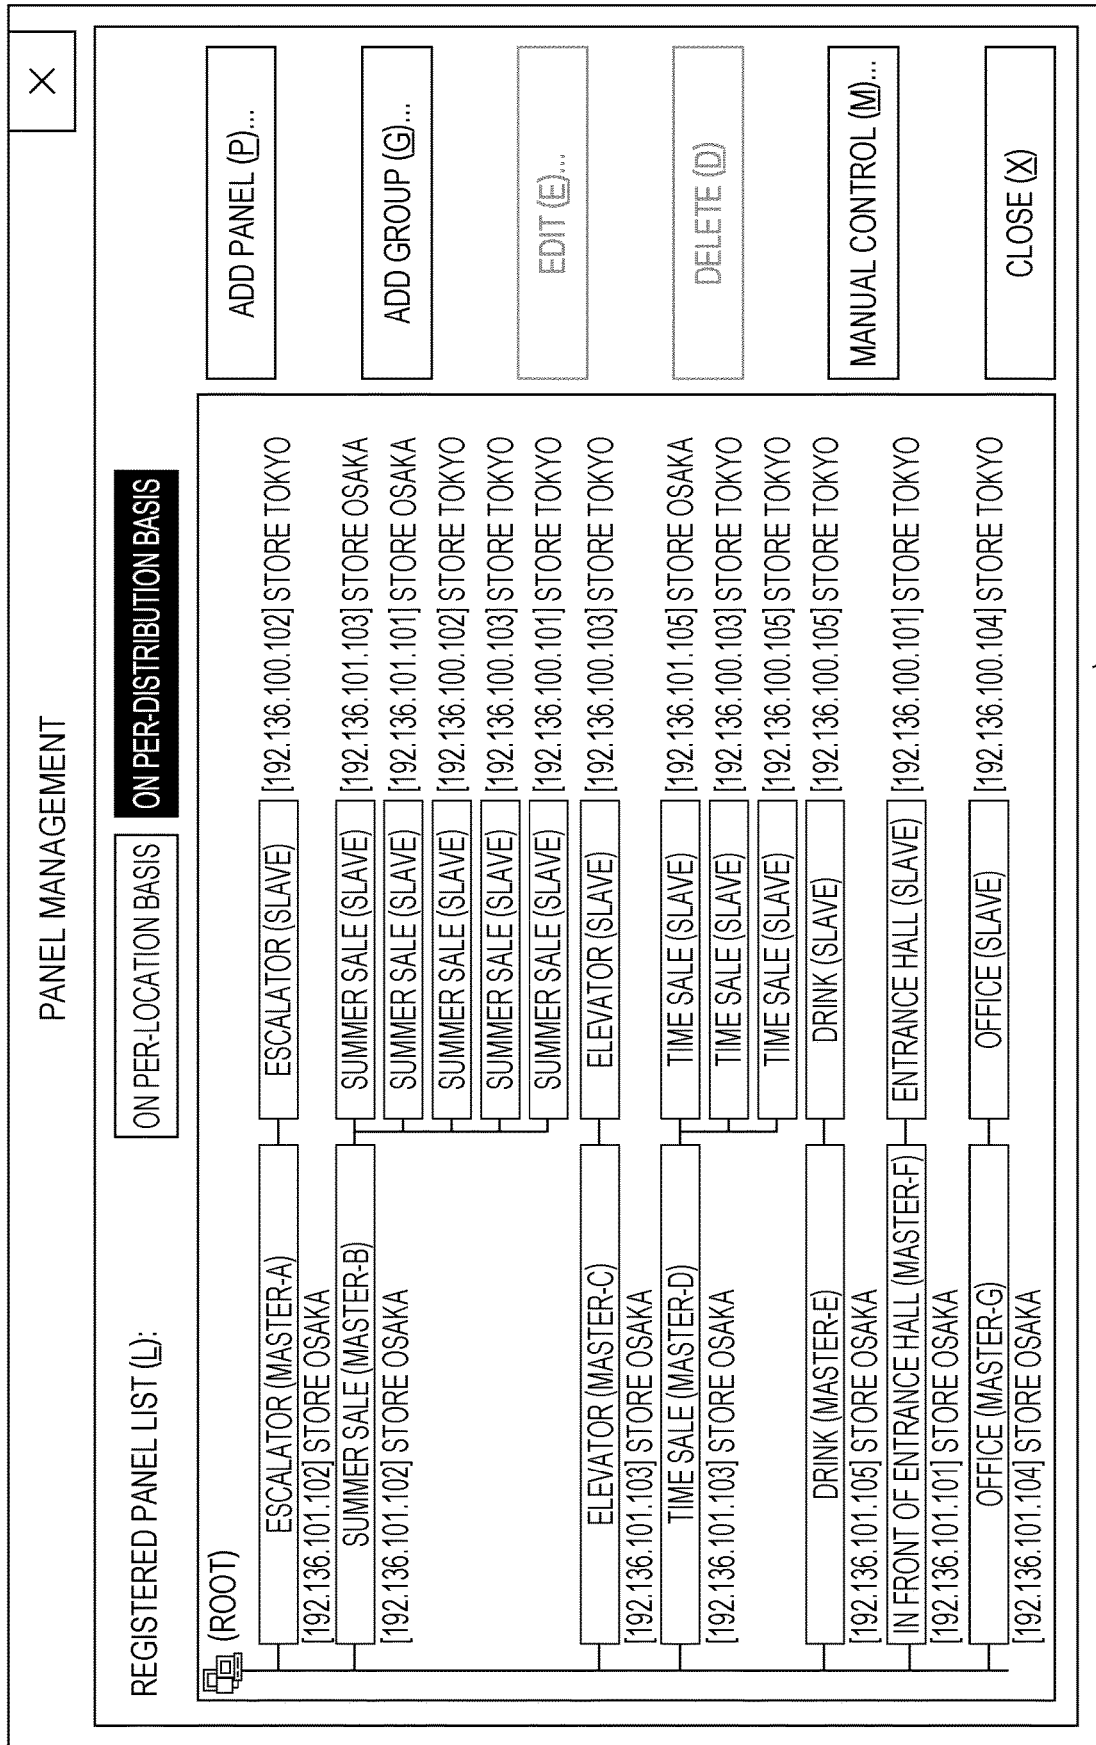 PANEL MANAGEMENT
REGISTERED PANEL LIST (L):
ON PER-LOCATION BASIS
ON PER-DISTRIBUTION BASIS
(ROOT)
ESCALATOR (MASTER-A)
[192.136.101.102] STORE OSAKA
ESCALATOR (SLAVE)
[192.136.100.102] STORE TOKYO
SUMMER SALE (MASTER-B)
[192.136.101.102] STORE OSAKA
SUMMER SALE (SLAVE)
[192.136.101.103] STORE OSAKA
SUMMER SALE (SLAVE)
[192.136.101.101] STORE OSAKA
SUMMER SALE (SLAVE)
[192.136.100.102] STORE TOKYO
SUMMER SALE (SLAVE)
[192.136.100.103] STORE TOKYO
SUMMER SALE (SLAVE)
[192.136.100.101] STORE TOKYO
ELEVATOR (MASTER-C)
[192.136.101.103] STORE OSAKA
ELEVATOR (SLAVE)
[192.136.100.103] STORE TOKYO
TIME SALE (MASTER-D)
[192.136.101.103] STORE OSAKA
TIME SALE (SLAVE)
[192.136.101.105] STORE OSAKA
TIME SALE (SLAVE)
[192.136.100.103] STORE TOKYO
TIME SALE (SLAVE)
[192.136.100.105] STORE TOKYO
DRINK (MASTER-E)
[192.136.101.105] STORE OSAKA
DRINK (SLAVE)
[192.136.100.105] STORE TOKYO
IN FRONT OF ENTRANCE HALL (MASTER-F)
[192.136.101.101] STORE OSAKA
ENTRANCE HALL (SLAVE)
[192.136.100.101] STORE TOKYO
OFFICE (MASTER-G)
[192.136.101.104] STORE OSAKA
OFFICE (SLAVE)
[192.136.100.104] STORE TOKYO
ADD PANEL (P)...
ADD GROUP (G)...
EDIT (E)...
DELETE (D)
MANUAL CONTROL (M)...
CLOSE (X)